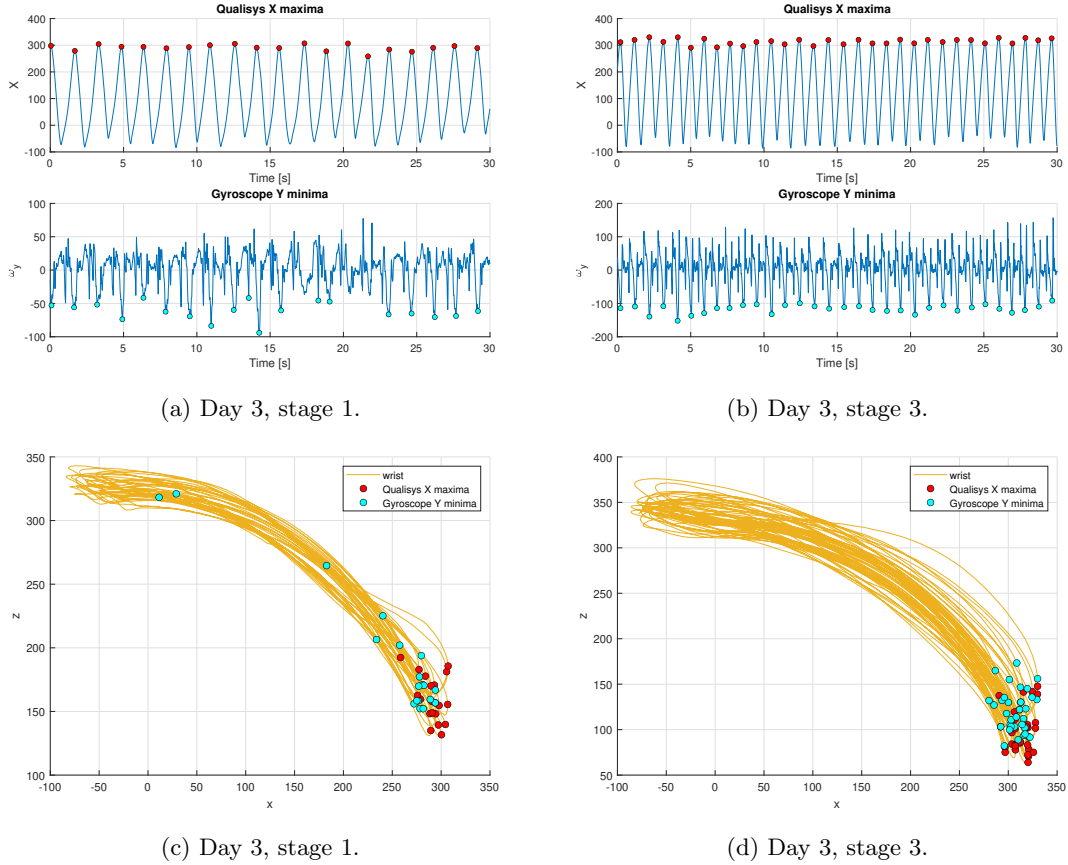 Qualisys X maxima
400
300
200
100
0
-100
X
0 5 10 15 20 25 30
Time [s]
Gyroscope Y minima
100
50
0
-50
-100
ω_y
0 5 10 15 20 25 30
Time [s]
(a) Day 3, stage 1.
Qualisys X maxima
400
300
200
100
0
-100
X
0 5 10 15 20 25 30
Time [s]
Gyroscope Y minima
200
100
0
-100
-200
ω_y
0 5 10 15 20 25 30
Time [s]
(b) Day 3, stage 3.
350
300
250
200
150
100
z
wrist
Qualisys X maxima
Gyroscope Y minima
-100 -50 0 50 100 150 200 250 300 350
x
(c) Day 3, stage 1.
400
350
300
250
200
150
100
50
z
wrist
Qualisys X maxima
Gyroscope Y minima
-100 -50 0 50 100 150 200 250 300 350
x
(d) Day 3, stage 3.